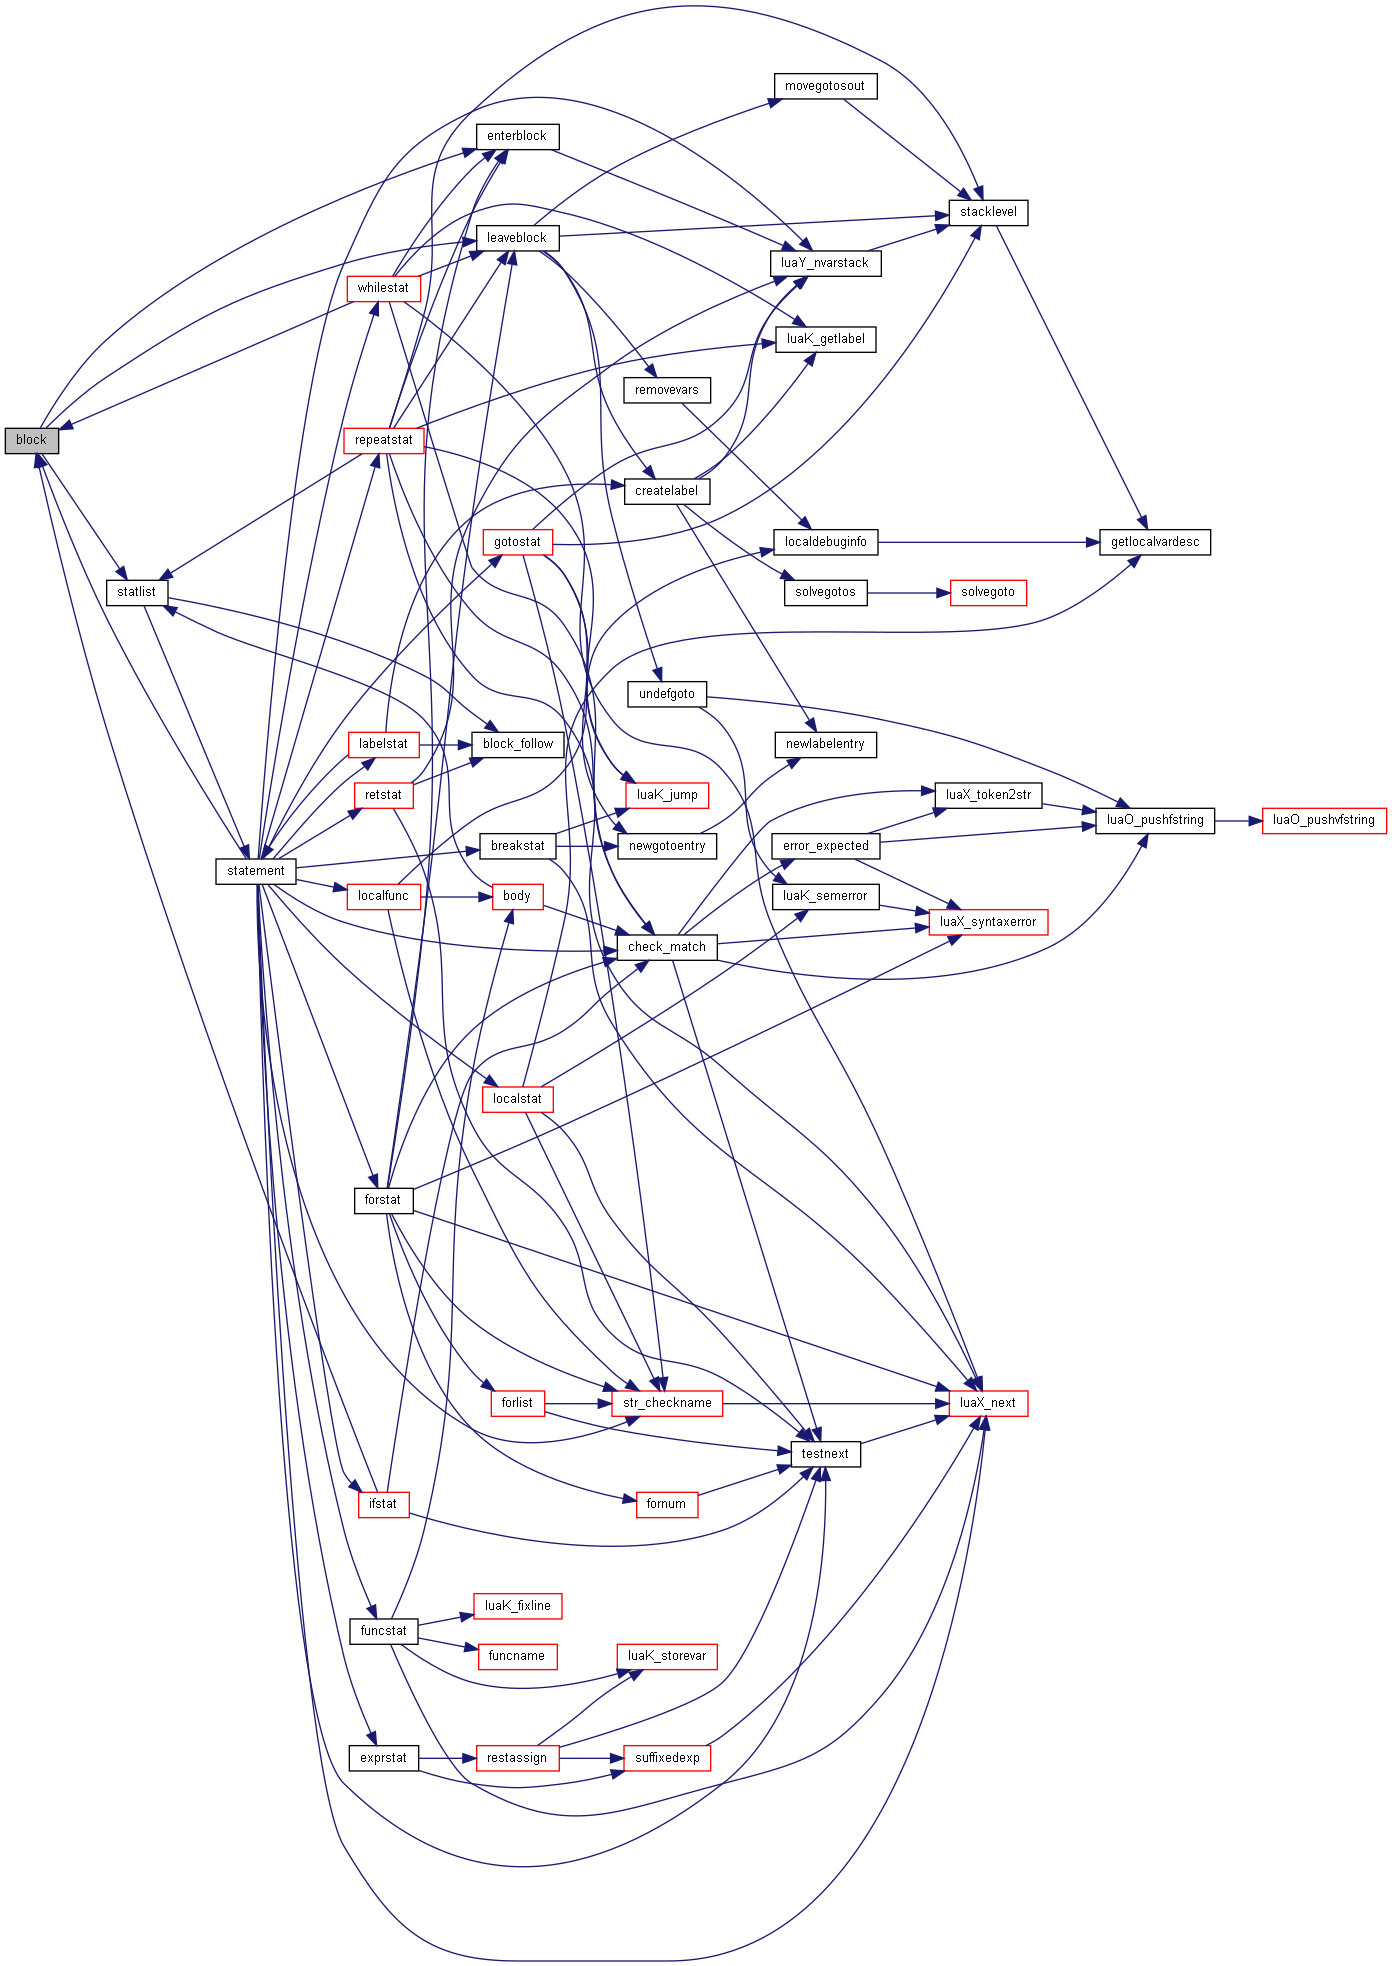 movegotosout
enterblock
stacklevel
leaveblock
luaY_nvarstack
whilestat
luaK_getlabel
removevars
block
repeatstat
createlabel
gotostat
localdebuginfo
getlocalvardesc
statlist
solvegotos
solvegoto
undefgoto
labelstat
block_follow
newlabelentry
retstat
luaK_jump
luaX_token2str
luaO_pushfstring
luaO_pushvfstring
breakstat
newgotoentry
error_expected
statement
localfunc
body
luaK_semerror
luaX_syntaxerror
check_match
localstat
forstat
forlist
str_checkname
luaX_next
testnext
ifstat
fornum
luaK_fixline
funcstat
funcname
luaK_storevar
exprstat
restassign
suffixedexp